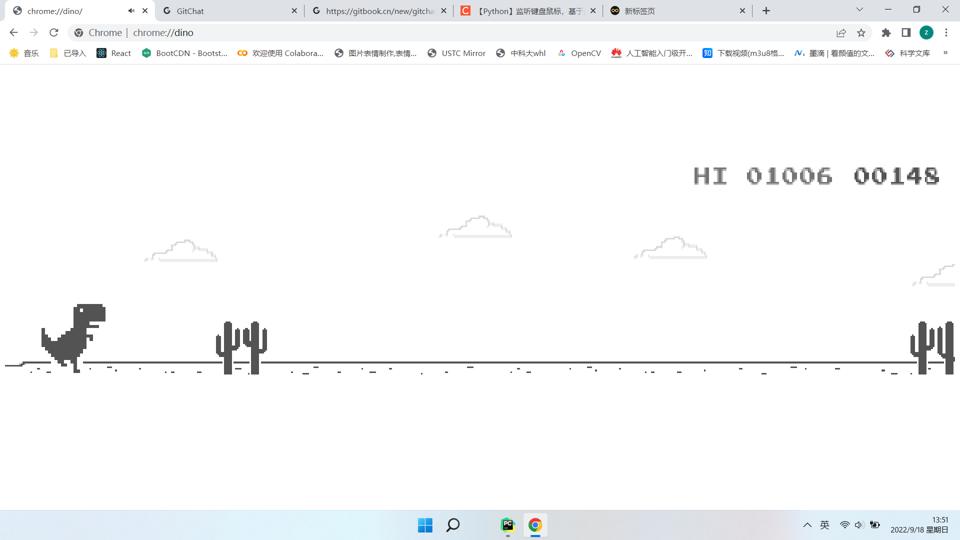 chrome://dino/
GitChat
https://gitbook.cn/new/gitcha
【Python】监听键盘鼠标，基于
新标签页
Chrome | chrome://dino
音乐
已导入
React
BootCDN - Bootst...
欢迎使用 Colabora...
图片表情制作,表情...
USTC Mirror
中科大whl
OpenCV
人工智能入门级开...
下载视频(m3u8格...
墨滴 | 看颜值的文...
科学文库
»
HI 01006 00148
英
13:51
2022/9/18 星期日